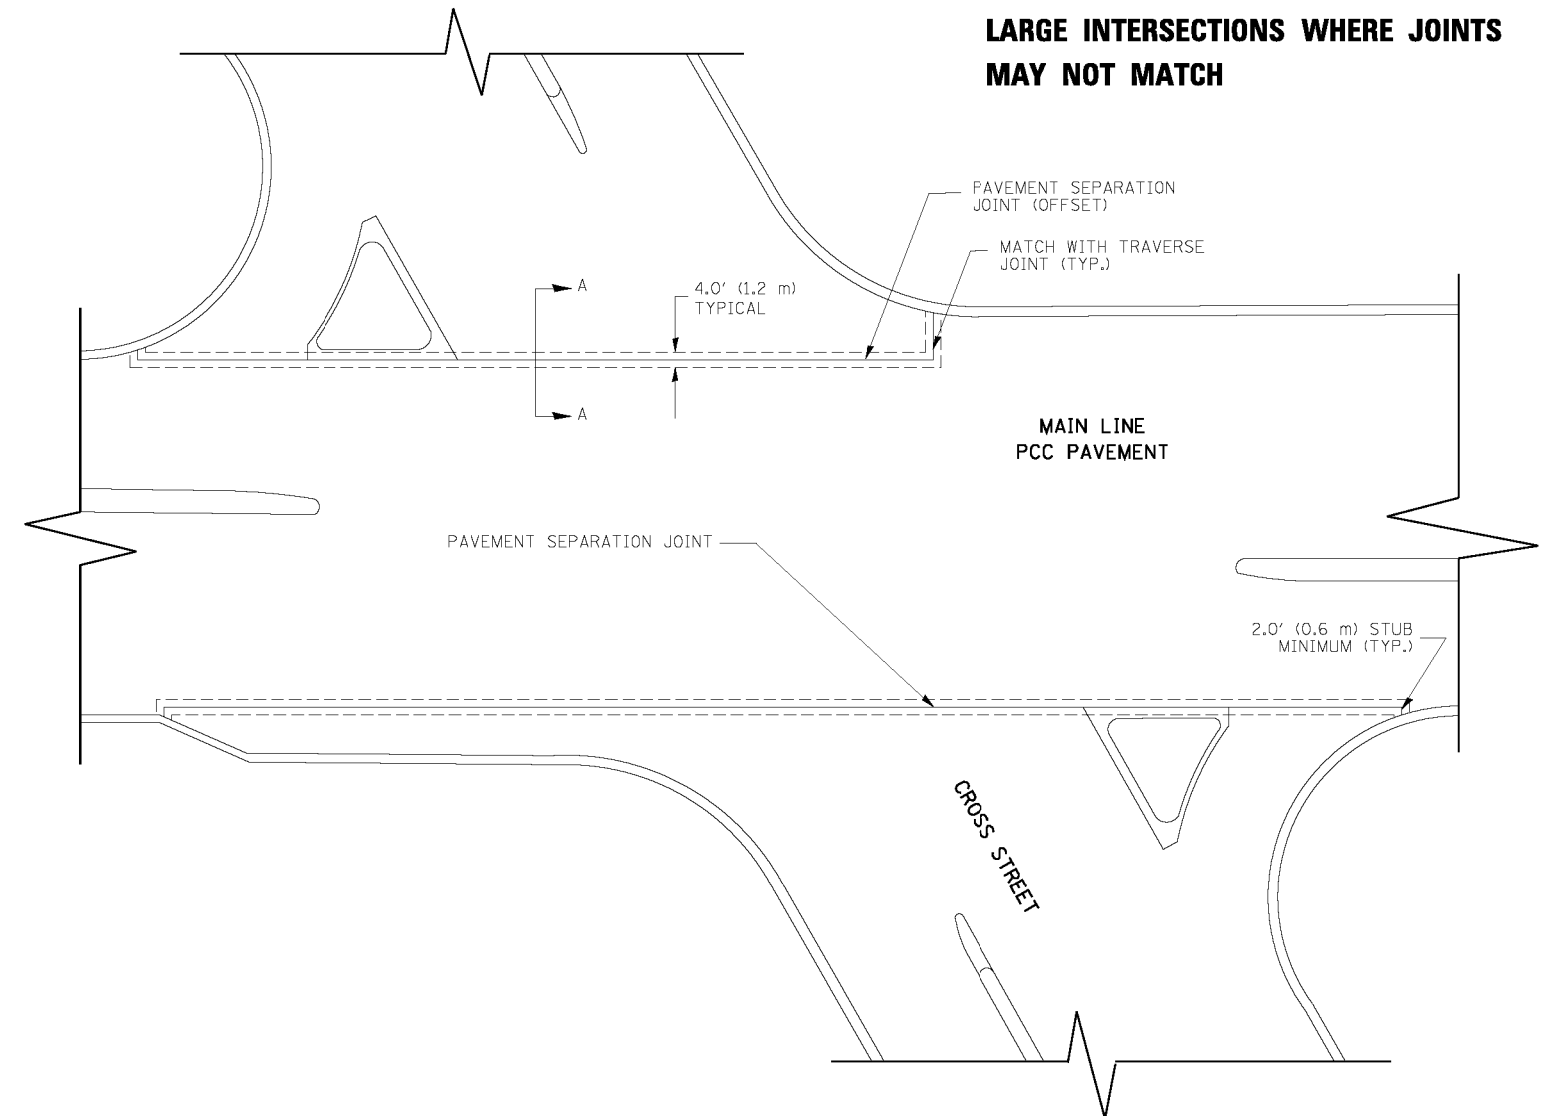 LARGE INTERSECTIONS WHERE JOINTS
MAY NOT MATCH
PAVEMENT SEPARATION
JOINT (OFFSET)
MATCH WITH TRAVERSE
JOINT (TYP.)
A
4.0' (1.2 m)
TYPICAL
A
MAIN LINE
PCC PAVEMENT
PAVEMENT SEPARATION JOINT
2.0' (0.6 m) STUB
MINIMUM (TYP.)
CROSS STREET